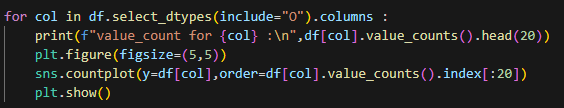 for col in df.select_dtypes(include="O").columns :
    print(f"value_count for {col} :\n",df[col].value_counts().head(20))
    plt.figure(figsize=(5,5))
    sns.countplot(y=df[col],order=df[col].value_counts().index[:20])
    plt.show()